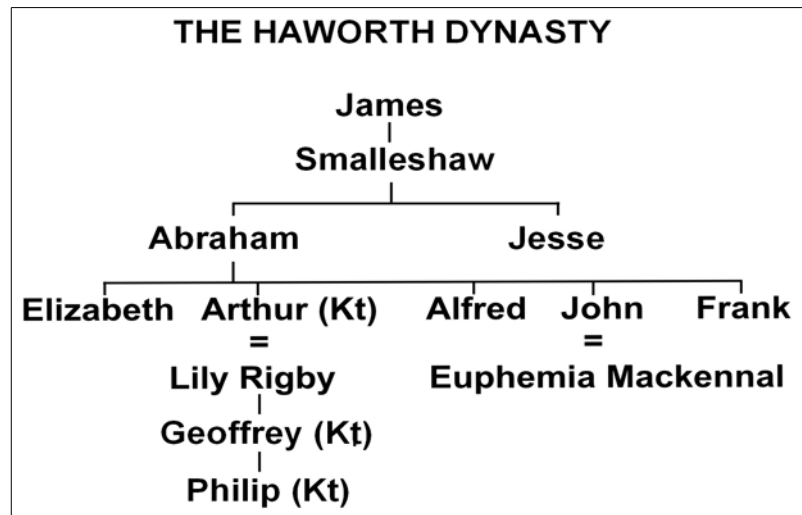 THE HAWORTH DYNASTY
James
Smalleshaw
Abraham Jesse
Elizabeth Arthur (Kt) Alfred John Frank
= =
Lily Rigby Euphemia Mackennal
Geoffrey (Kt)
Philip (Kt)